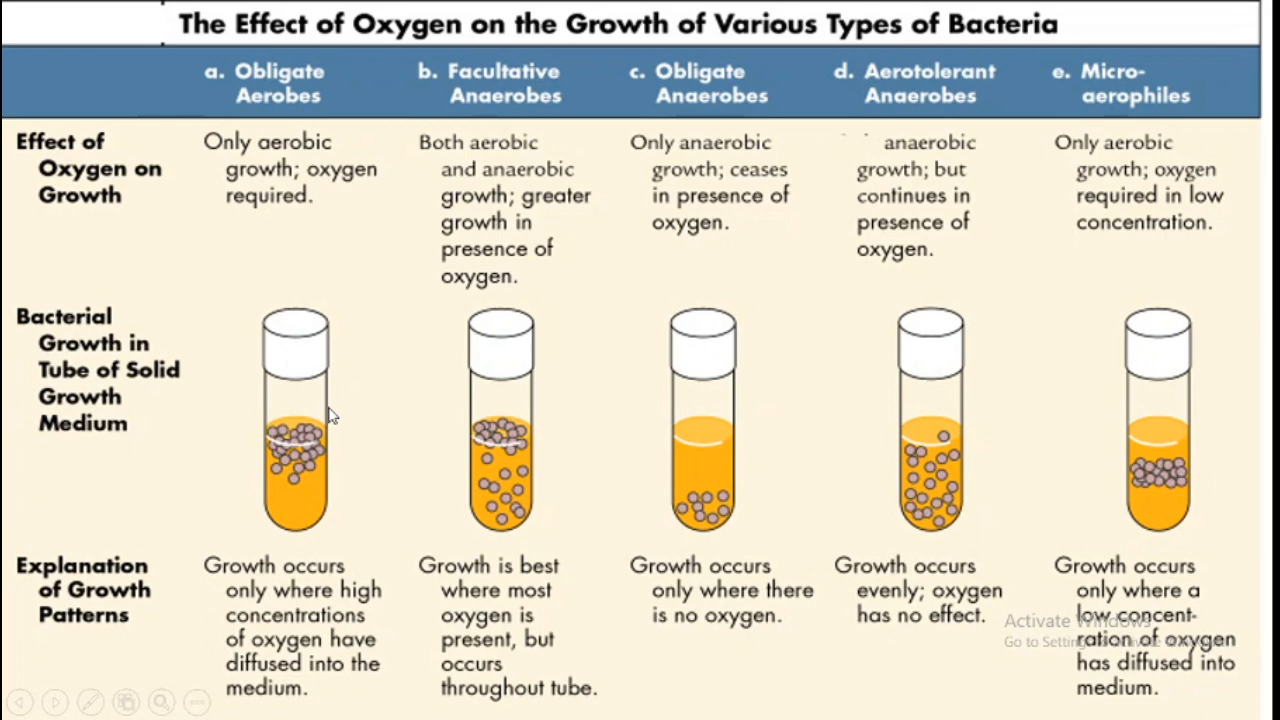 The Effect of Oxygen on the Growth of Various Types of Bacteria
a. Obligate
Aerobes
b. Facultative
Anaerobes
c. Obligate
Anaerobes
d. Aerotolerant
Anaerobes
e. Micro-
aerophiles
Effect of
Oxygen on
Growth
Only aerobic
growth; oxygen
required.
Both aerobic
and anaerobic
growth; greater
growth in
presence of
oxygen.
Only anaerobic
growth; ceases
in presence of
oxygen.
anaerobic
growth; but
continues in
presence of
oxygen.
Only aerobic
growth; oxygen
required in low
concentration.
Bacterial
Growth in
Tube of Solid
Growth
Medium
Explanation
of Growth
Patterns
Growth occurs
only where high
concentrations
of oxygen have
diffused into the
medium.
Growth is best
where most
oxygen is
present, but
occurs
throughout tube.
Growth occurs
only where there
is no oxygen.
Growth occurs
evenly; oxygen
has no effect.
Growth occurs
only where a
low concent-
ration of oxygen
has diffused into
medium.
Activate Windows
Go to Settings to activate Windows.